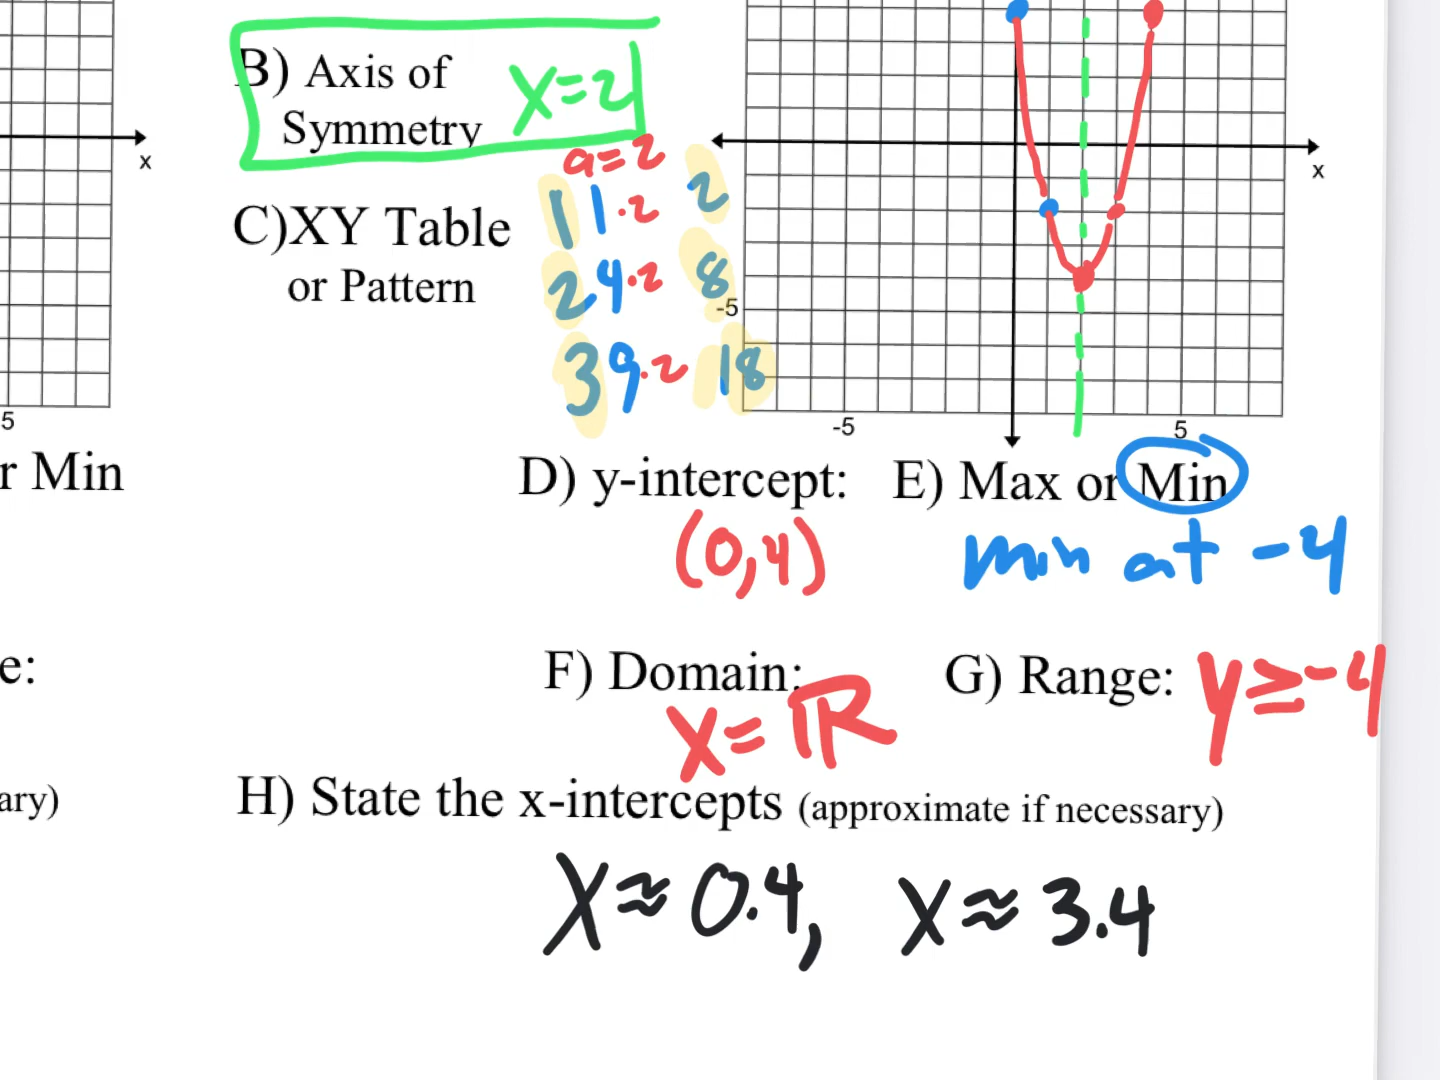 B) Axis of
Symmetry
x=2
a=2
C)XY Table
or Pattern
1 1·2 2
2 4·2 8
3 9·2 18
x
5
x
-5
-5
5
r Min
D) y-intercept:
(0,4)
E) Max or Min
min at -4
e:
F) Domain:
x=ℝ
G) Range:
y≥-4
ary)
H) State the x-intercepts (approximate if necessary)
x≈0.4, x≈3.4